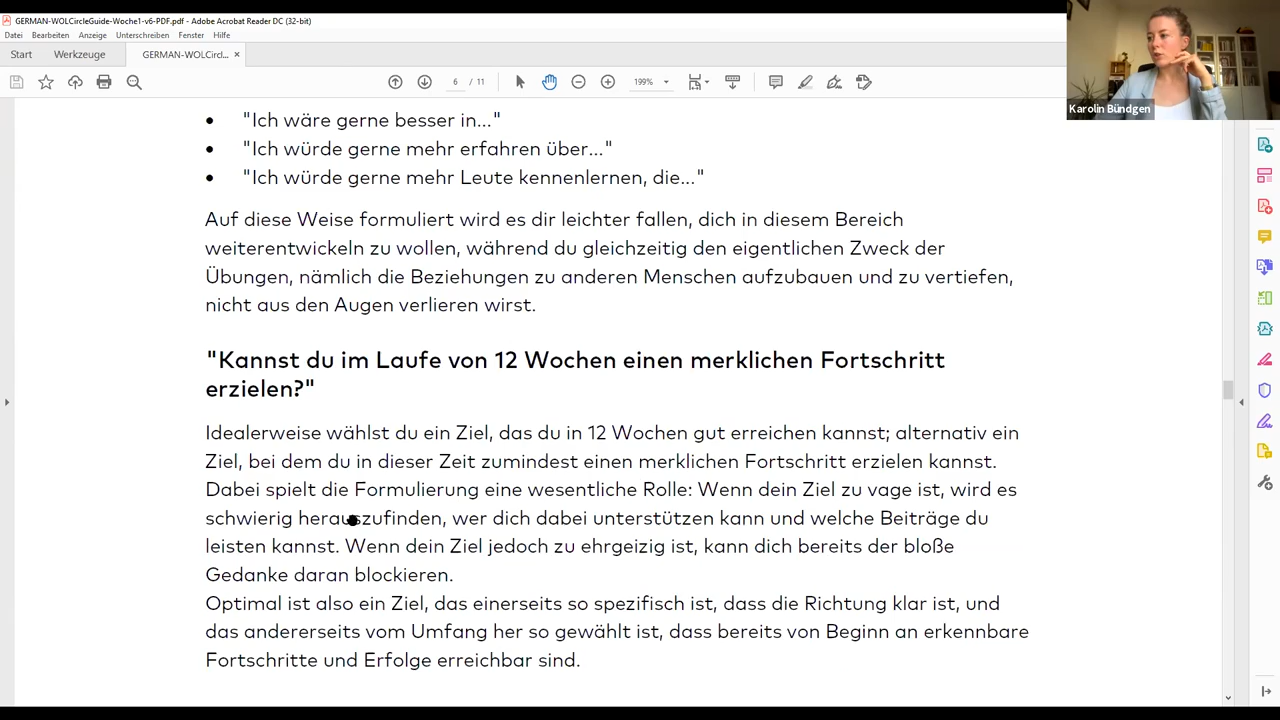 GERMAN-WOLCircleGuide-Woche1-v6-PDF.pdf - Adobe Acrobat Reader DC (32-bit)
Datei Bearbeiten Anzeige Unterschreiben Fenster Hilfe
Start Werkzeuge GERMAN-WOLCircl... ×
6 / 11 199%
Karolin Bündgen
• "Ich wäre gerne besser in..."
• "Ich würde gerne mehr erfahren über..."
• "Ich würde gerne mehr Leute kennenlernen, die..."
Auf diese Weise formuliert wird es dir leichter fallen, dich in diesem Bereich
weiterentwickeln zu wollen, während du gleichzeitig den eigentlichen Zweck der
Übungen, nämlich die Beziehungen zu anderen Menschen aufzubauen und zu vertiefen,
nicht aus den Augen verlieren wirst.
"Kannst du im Laufe von 12 Wochen einen merklichen Fortschritt
erzielen?"
Idealerweise wählst du ein Ziel, das du in 12 Wochen gut erreichen kannst; alternativ ein
Ziel, bei dem du in dieser Zeit zumindest einen merklichen Fortschritt erzielen kannst.
Dabei spielt die Formulierung eine wesentliche Rolle: Wenn dein Ziel zu vage ist, wird es
schwierig herauszufinden, wer dich dabei unterstützen kann und welche Beiträge du
leisten kannst. Wenn dein Ziel jedoch zu ehrgeizig ist, kann dich bereits der bloße
Gedanke daran blockieren.
Optimal ist also ein Ziel, das einerseits so spezifisch ist, dass die Richtung klar ist, und
das andererseits vom Umfang her so gewählt ist, dass bereits von Beginn an erkennbare
Fortschritte und Erfolge erreichbar sind.